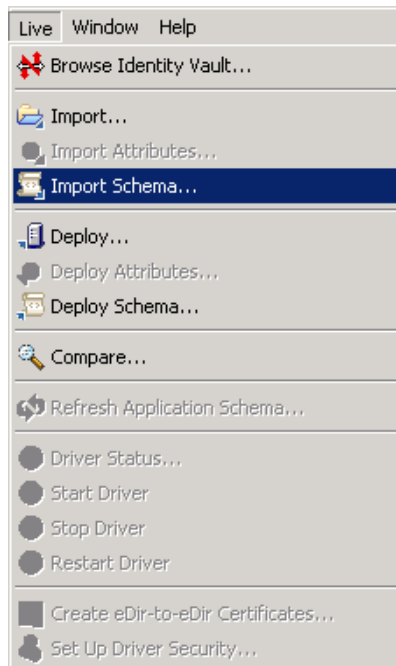 Live Window Help
Browse Identity Vault...
Import...
Import Attributes...
Import Schema...
Deploy...
Deploy Attributes...
Deploy Schema...
Compare...
Refresh Application Schema...
Driver Status...
Start Driver
Stop Driver
Restart Driver
Create eDir-to-eDir Certificates...
Set Up Driver Security...